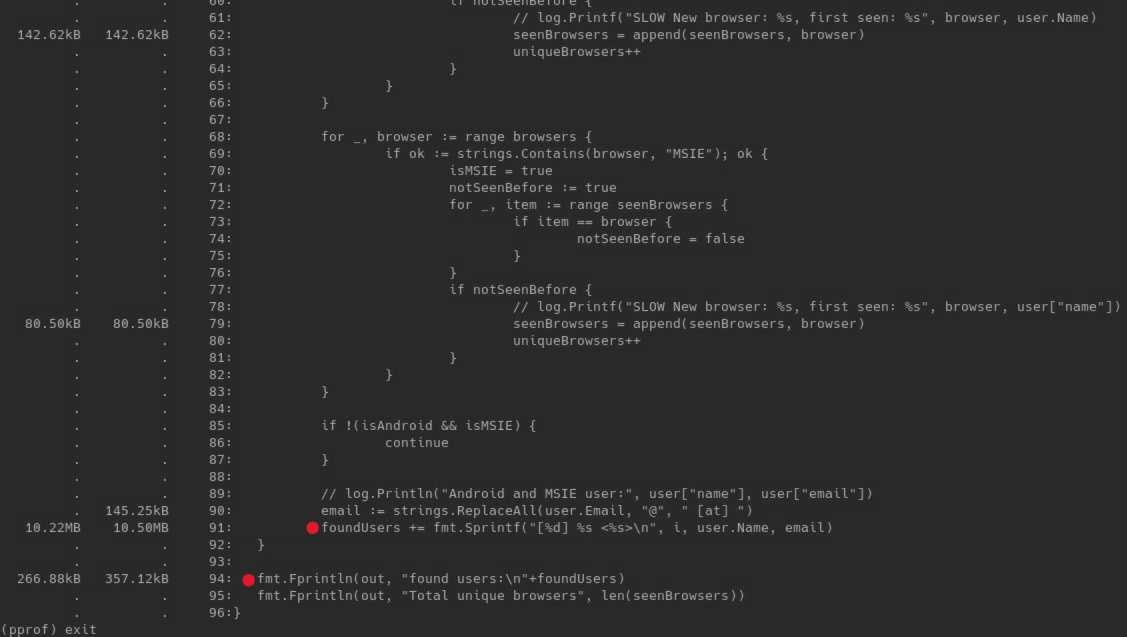 .          .     60:                           if notSeenBefore {
.          .     61:                                   // log.Printf("SLOW New browser: %s, first seen: %s", browser, user.Name)
142.62kB   142.62kB     62:                                   seenBrowsers = append(seenBrowsers, browser)
.          .     63:                                   uniqueBrowsers++
.          .     64:                           }
.          .     65:                   }
.          .     66:           }
.          .     67:
.          .     68:           for _, browser := range browsers {
.          .     69:                   if ok := strings.Contains(browser, "MSIE"); ok {
.          .     70:                           isMSIE = true
.          .     71:                           notSeenBefore := true
.          .     72:                           for _, item := range seenBrowsers {
.          .     73:                                   if item == browser {
.          .     74:                                           notSeenBefore = false
.          .     75:                                   }
.          .     76:                           }
.          .     77:                           if notSeenBefore {
.          .     78:                                   // log.Printf("SLOW New browser: %s, first seen: %s", browser, user["name"])
80.50kB    80.50kB     79:                                   seenBrowsers = append(seenBrowsers, browser)
.          .     80:                                   uniqueBrowsers++
.          .     81:                           }
.          .     82:                   }
.          .     83:           }
.          .     84:
.          .     85:           if !(isAndroid && isMSIE) {
.          .     86:                   continue
.          .     87:           }
.          .     88:
.          .     89:           // log.Println("Android and MSIE user:", user["name"], user["email"])
.   145.25kB     90:           email := strings.ReplaceAll(user.Email, "@", " [at] ")
10.22MB    10.50MB     91:           foundUsers += fmt.Sprintf("[%d] %s <%s>\n", i, user.Name, email)
.          .     92:   }
.          .     93:
266.88kB   357.12kB     94:   fmt.Fprintln(out, "found users:\n"+foundUsers)
.          .     95:   fmt.Fprintln(out, "Total unique browsers", len(seenBrowsers))
.          .     96:}
(pprof) exit